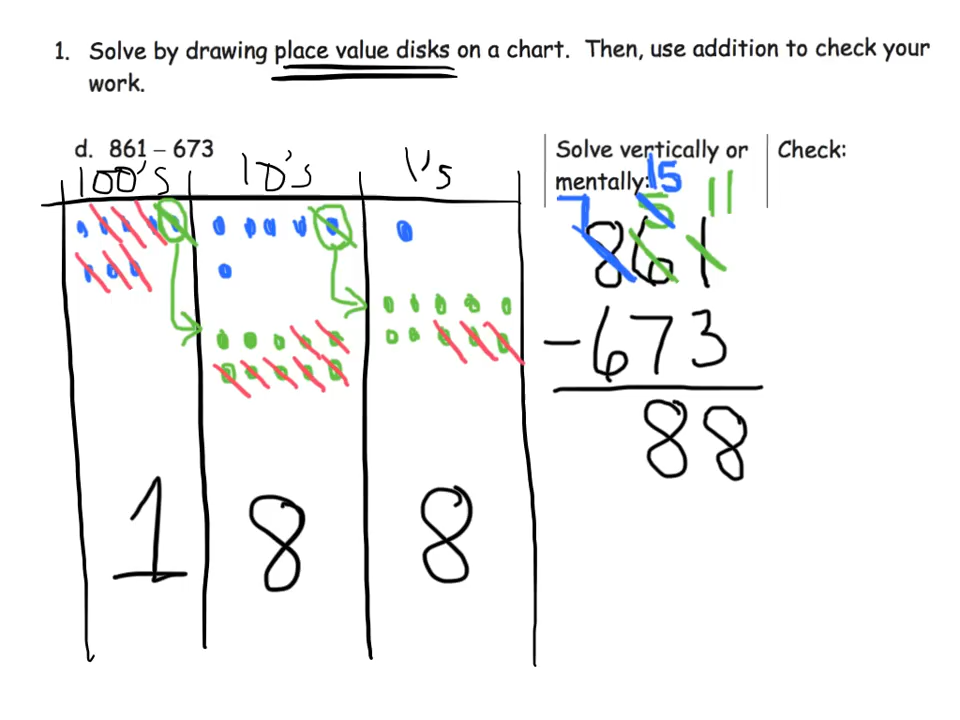 1. Solve by drawing place value disks on a chart. Then, use addition to check your
work.
d. 861 – 673
Solve vertically or
mentally:
Check:
100's 10's 1's
15
7 5 11
861
-673
88
1 8 8